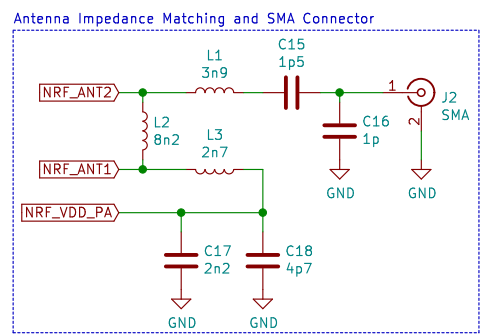 Antenna Impedance Matching and SMA Connector
NRF_ANT2
L1
3n9
C15
1p5
1
J2
SMA
2
L2
8n2
L3
2n7
C16
1p
NRF_ANT1
GND
GND
NRF_VDD_PA
C17
2n2
C18
4p7
GND
GND